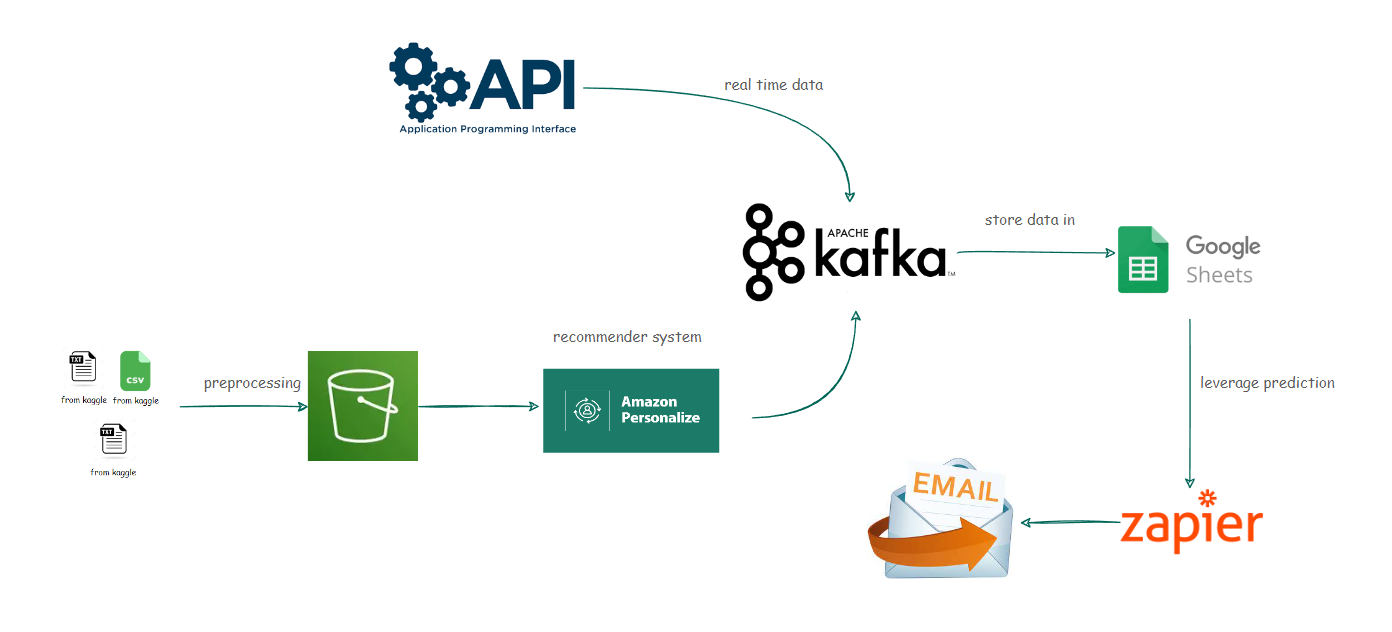 API
Application Programming Interface
real time data
APACHE
kafka
TM
store data in
Google
Sheets
recommender system
TXT
CSV
from kaggle
from kaggle
preprocessing
Amazon
Personalize
leverage prediction
TXT
from kaggle
EMAIL
zapier